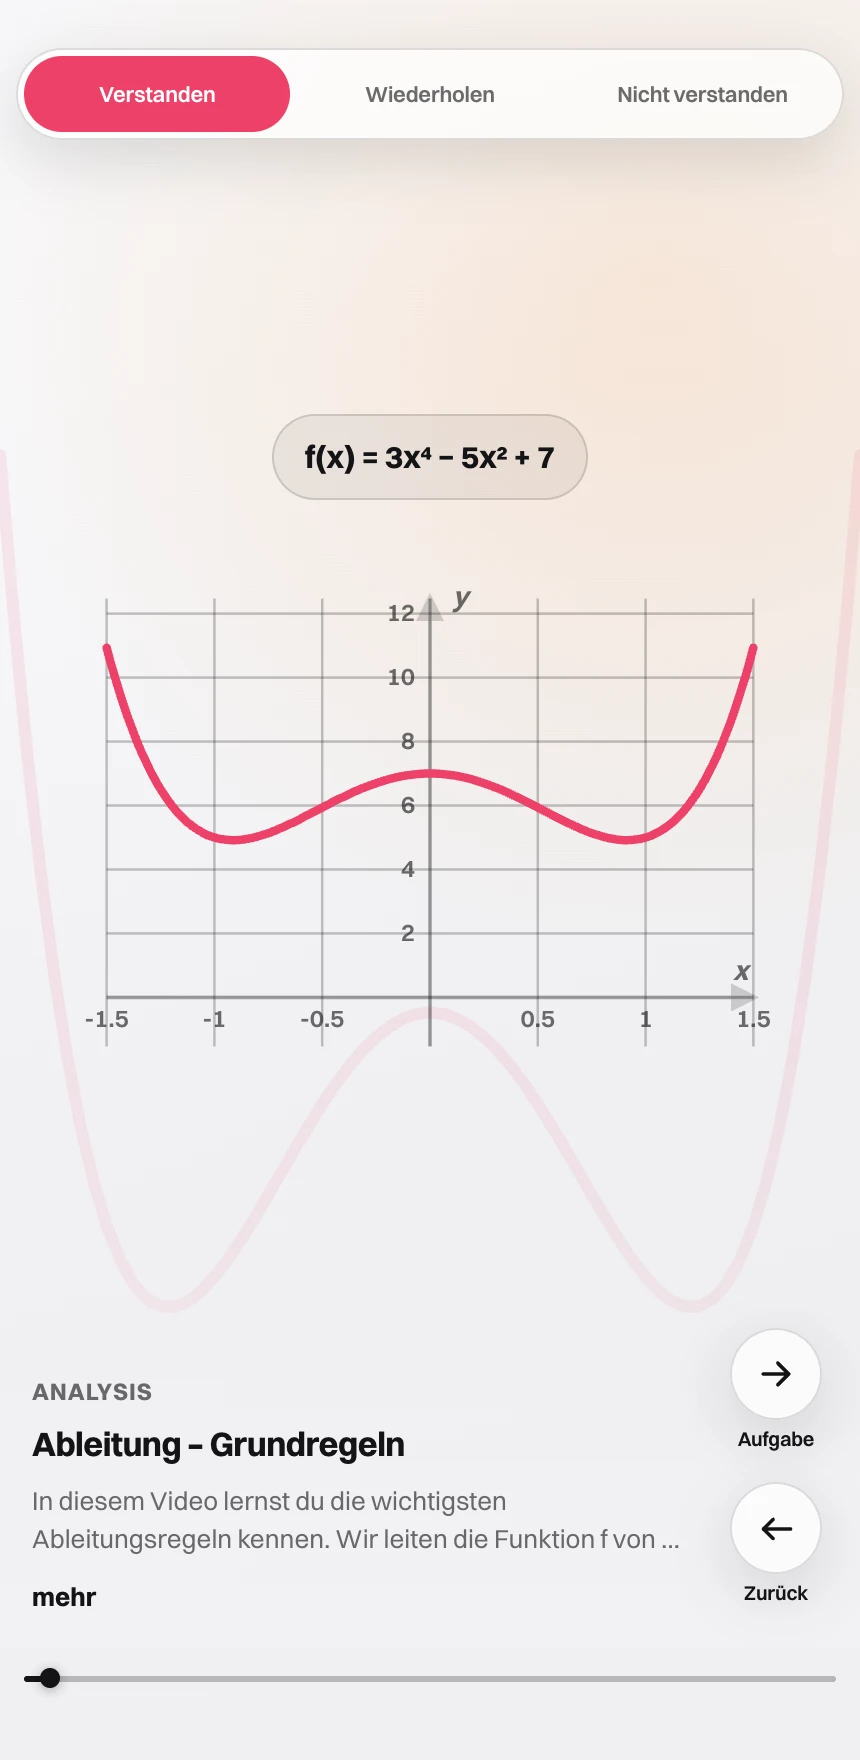 Verstanden Wiederholen Nicht verstanden
f(x) = 3x⁴ − 5x² + 7
y
12
10
8
6
4
2
x
-1.5 -1 -0.5 0.5 1 1.5
ANALYSIS
Ableitung – Grundregeln
In diesem Video lernst du die wichtigsten
Ableitungsregeln kennen. Wir leiten die Funktion f von ...
mehr
Aufgabe
Zurück